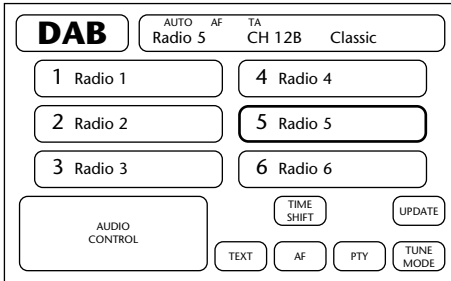 DAB
AUTO AF TA
Radio 5 CH 12B Classic
1 Radio 1
4 Radio 4
2 Radio 2
5 Radio 5
3 Radio 3
6 Radio 6
AUDIO
CONTROL
TIME
SHIFT
UPDATE
TEXT
AF
PTY
TUNE
MODE